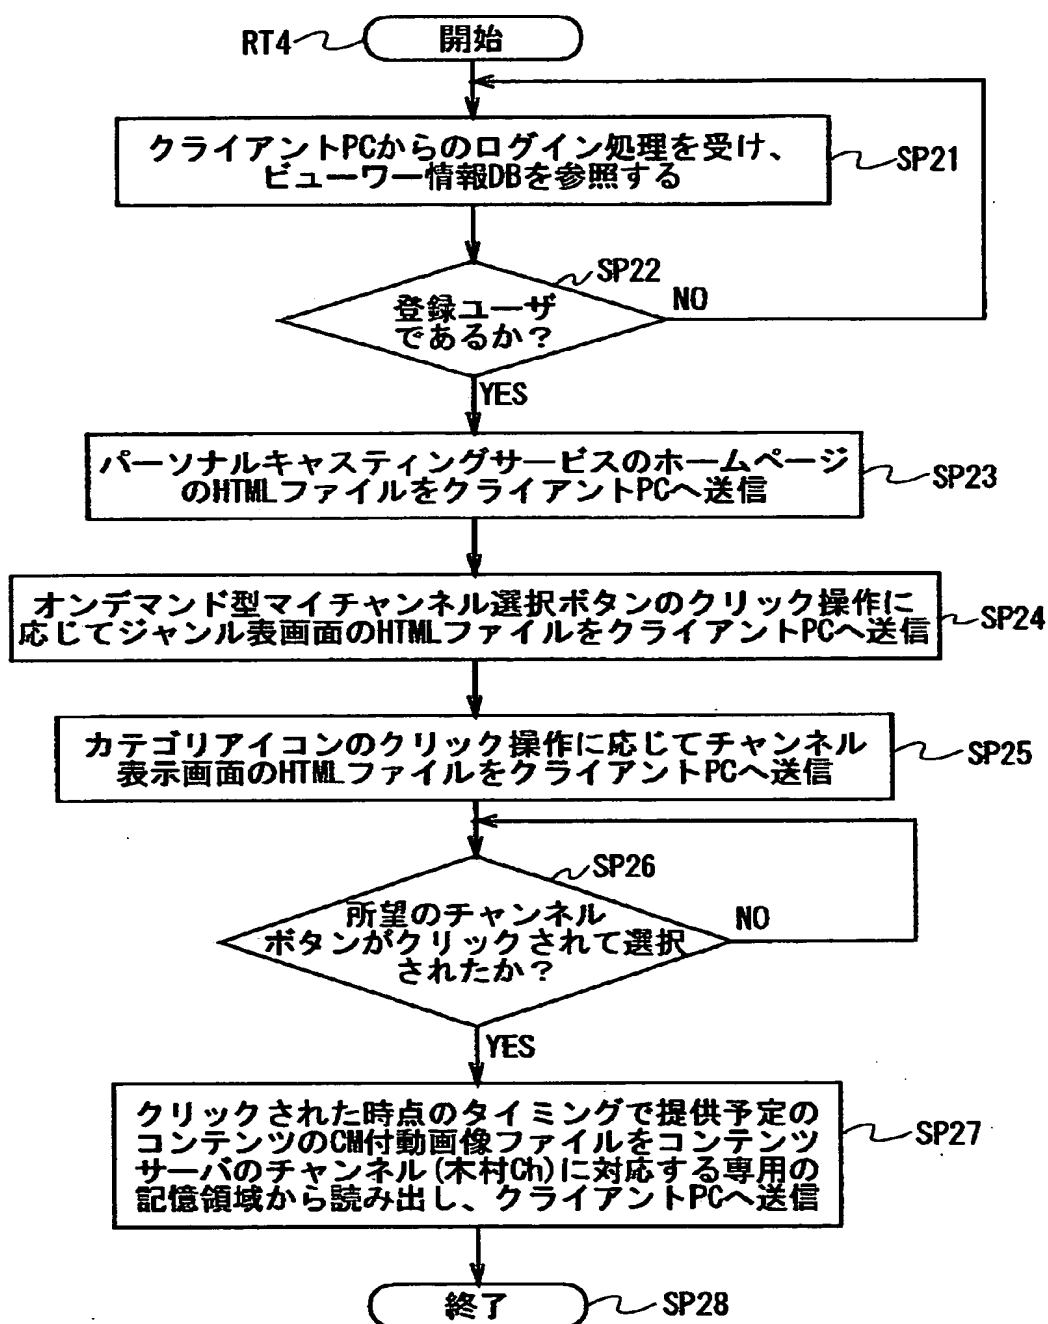 RT4
開始
クライアントPCからのログイン処理を受け、
ビューワー情報DBを参照する
SP21
SP22
登録ユーザ
であるか?
NO
YES
パーソナルキャスティングサービスのホームページ
のHTMLファイルをクライアントPCへ送信
SP23
オンデマンド型マイチャンネル選択ボタンのクリック操作に
応じてジャンル表画面のHTMLファイルをクライアントPCへ送信
SP24
カテゴリアイコンのクリック操作に応じてチャンネル
表示画面のHTMLファイルをクライアントPCへ送信
SP25
SP26
所望のチャンネル
ボタンがクリックされて選択
されたか?
NO
YES
クリックされた時点のタイミングで提供予定の
コンテンツのCM付動画像ファイルをコンテンツ
サーバのチャンネル(木村Ch)に対応する専用の
記憶領域から読み出し、クライアントPCへ送信
SP27
終了
SP28